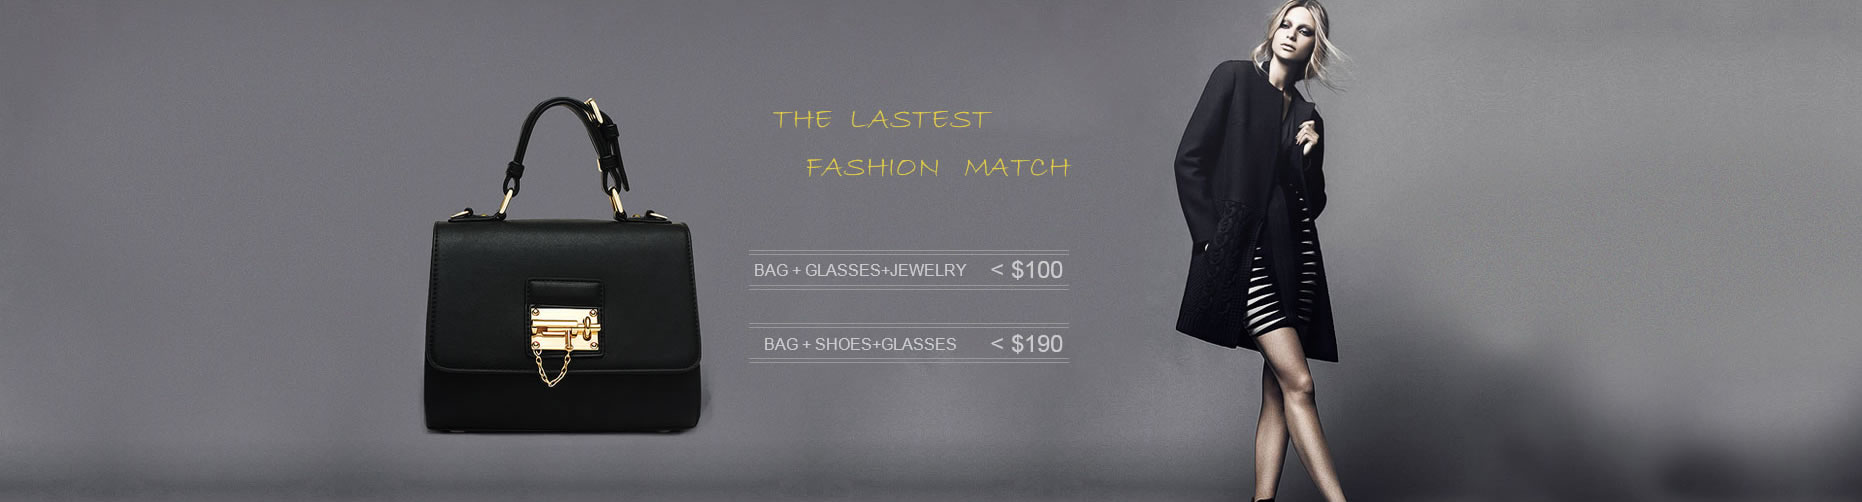 THE LASTEST
FASHION MATCH
BAG + GLASSES+JEWELRY < $100
BAG + SHOES+GLASSES < $190